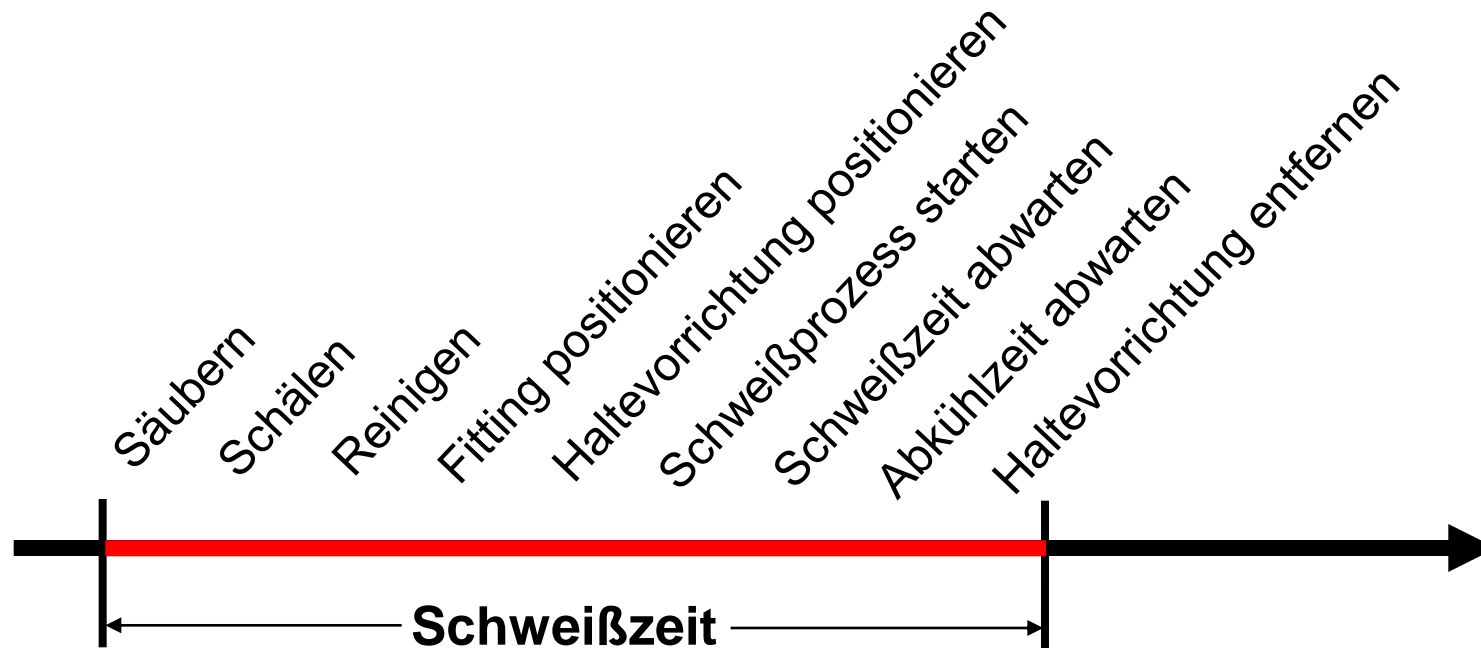 Säubern
Schälen
Reinigen
Fitting positionieren
Haltevorrichtung positionieren
Schweißprozess starten
Schweißzeit abwarten
Abkühlzeit abwarten
Haltevorrichtung entfernen
Schweißzeit